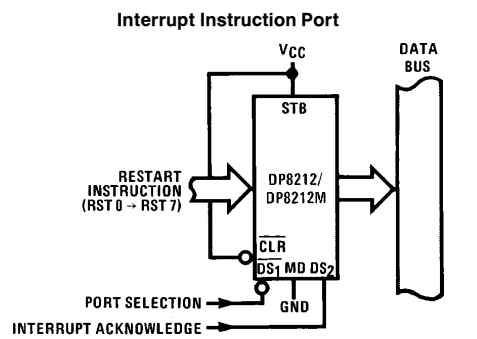 Interrupt Instruction Port
VCC
DATA
BUS
STB
RESTART
INSTRUCTION
(RST 0 → RST 7)
DP8212/
DP8212M
CLR
DS1 MD DS2
PORT SELECTION
GND
INTERRUPT ACKNOWLEDGE